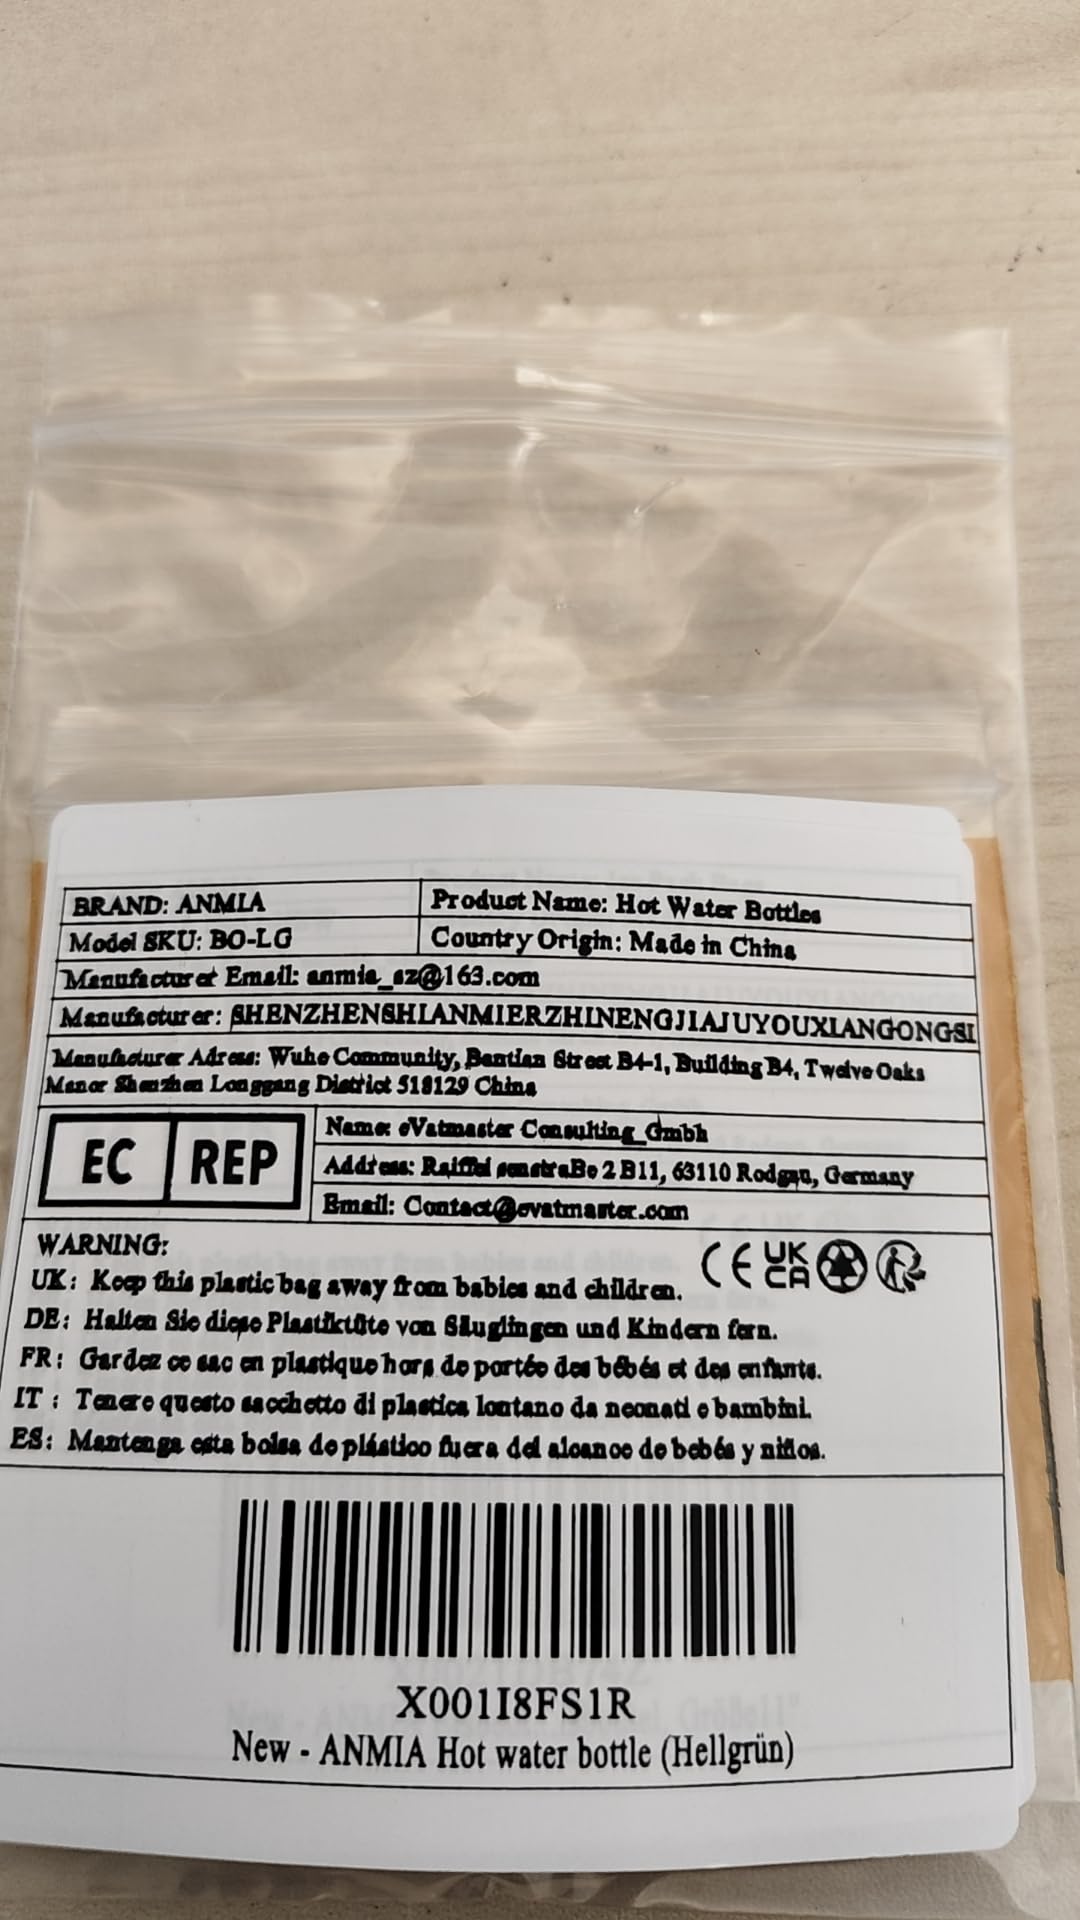 BRAND: ANMIA
Product Name: Hot Water Bottles
Model SKU: BO-LG
Country Origin: Made in China
Manufacturer Email: anmia_sz@163.com
Manufacturer: SHENZHENSHIANMIERZHINENGJIAJUYOUXIANGONGSI
Manufacturer Adress: Wuhe Community, Bantian Street B4-1, Building B4, Twelve Oaks
Manor Shenzhen Longgang District 518129 China
EC REP
Name: eVatmaster Consulting Gmbh
Address: RaiffeisenstraBe 2 B11, 63110 Rodgau, Germany
Email: Contact@evatmaster.com
WARNING:
CE UKCA
UK: Keep this plastic bag away from babies and children.
DE: Halten Sie diese Plastiktüte von Säuglingen und Kindern fern.
FR: Gardez ce sac en plastique hors de portée des bébés et des enfants.
IT: Tenere questo sacchetto di plastica lontano da neonati e bambini.
ES: Mantenga esta bolsa de plástico fuera del alcance de bebés y niños.
X001I8FS1R
New - ANMIA Hot water bottle (Hellgrün)